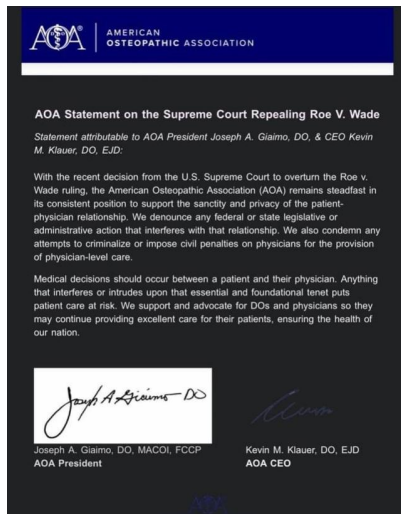 AOA
AMERICAN
OSTEOPATHIC ASSOCIATION
AOA Statement on the Supreme Court Repealing Roe V. Wade
Statement attributable to AOA President Joseph A. Giaimo, DO, & CEO Kevin
M. Klauer, DO, EJD:
With the recent decision from the U.S. Supreme Court to overturn the Roe v.
Wade ruling, the American Osteopathic Association (AOA) remains steadfast in
its consistent position to support the sanctity and privacy of the patient-
physician relationship. We denounce any federal or state legislative or
administrative action that interferes with that relationship. We also condemn any
attempts to criminalize or impose civil penalties on physicians for the provision
of physician-level care.
Medical decisions should occur between a patient and their physician. Anything
that interferes or intrudes upon that essential and foundational tenet puts
patient care at risk. We support and advocate for DOs and physicians so they
may continue providing excellent care for their patients, ensuring the health of
our nation.
Joseph A Giaimo DO
Joseph A. Giaimo, DO, MACOI, FCCP
AOA President
Kevin M. Klauer, DO, EJD
AOA CEO
AOA